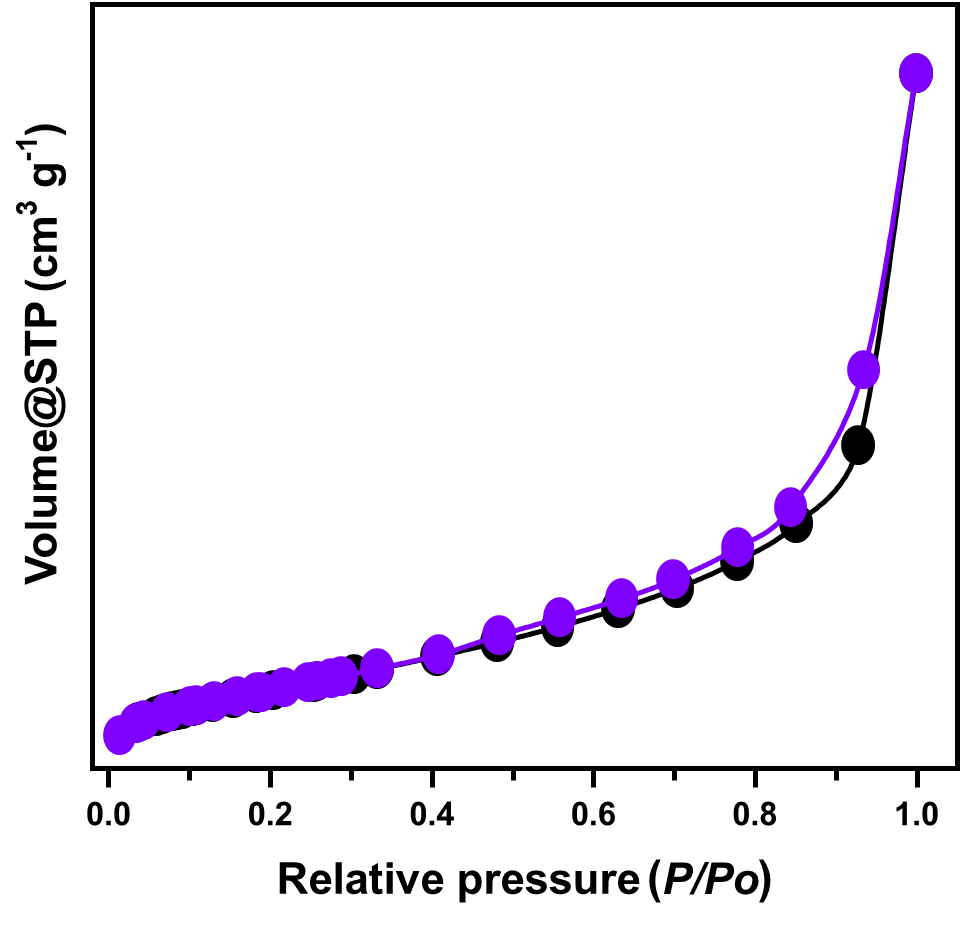 Volume@STP (cm³ g⁻¹)
0.0 0.2 0.4 0.6 0.8 1.0
Relative pressure (P/Po)